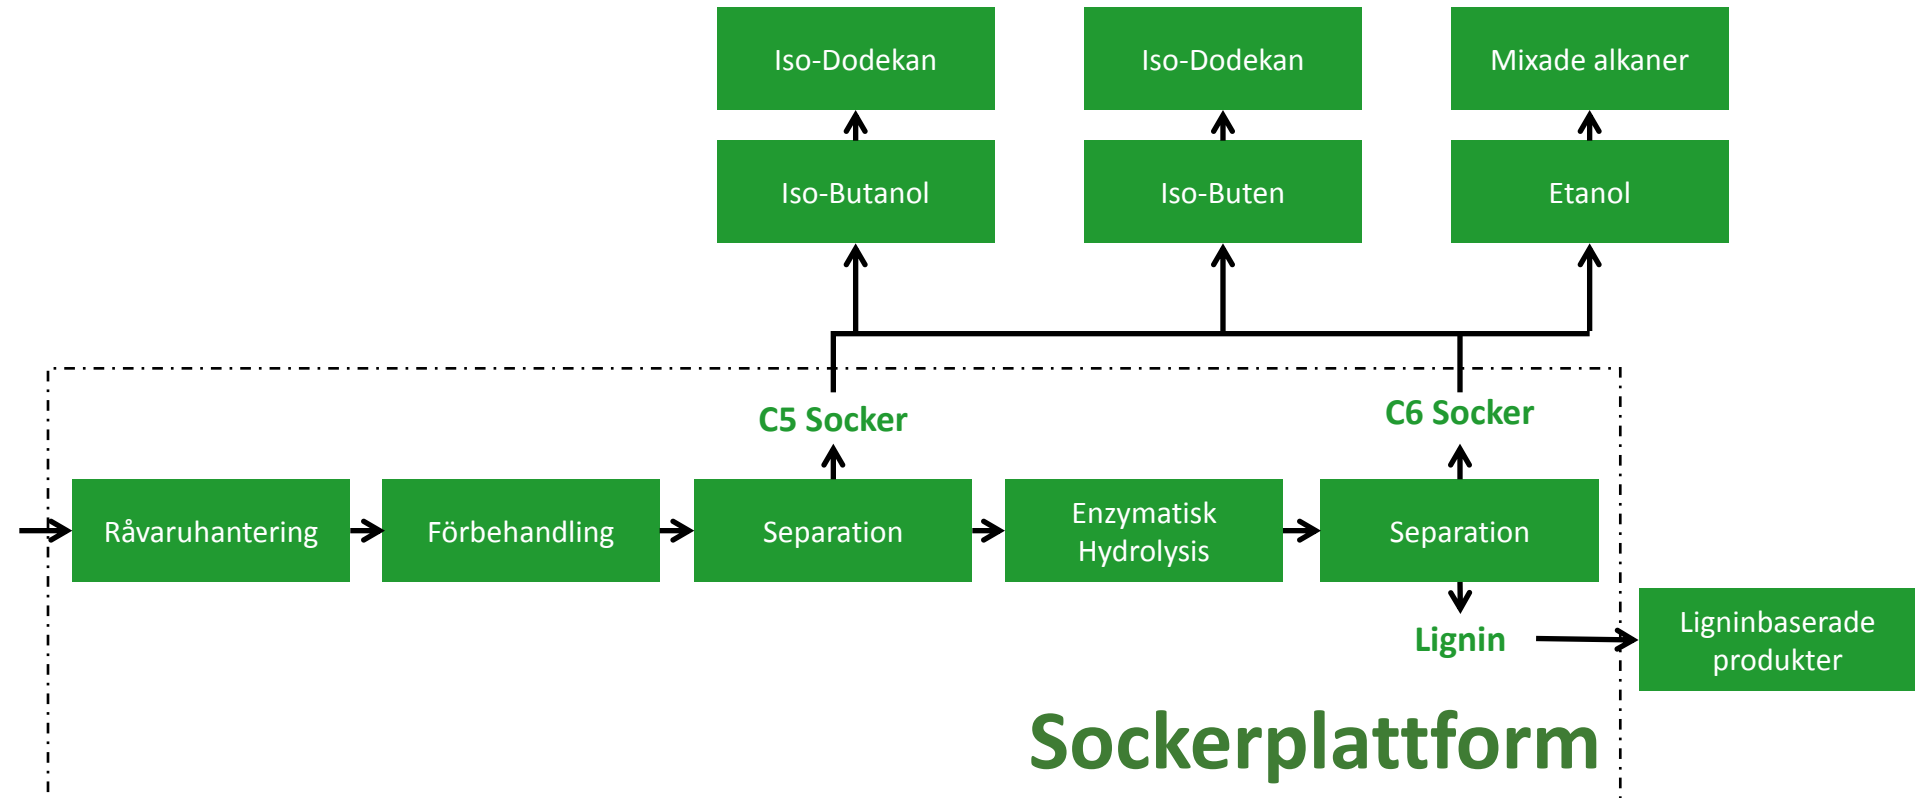 Iso-Dodekan
Iso-Dodekan
Mixade alkaner
Iso-Butanol
Iso-Buten
Etanol
C5 Socker
C6 Socker
Råvaruhantering
Förbehandling
Separation
Enzymatisk
Hydrolysis
Separation
Lignin
Ligninbaserade
produkter
Sockerplattform